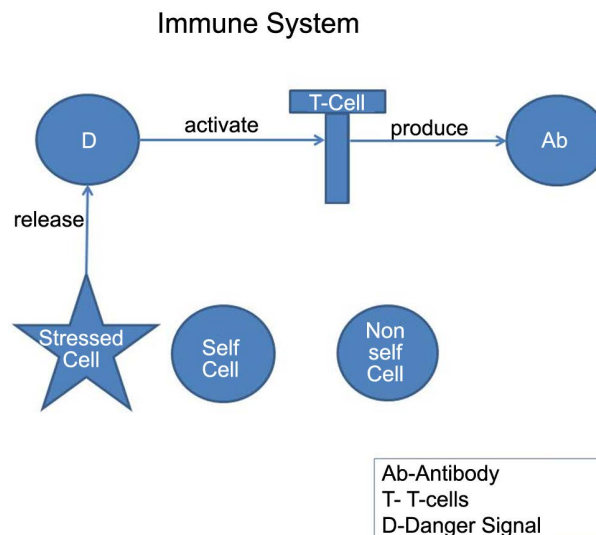 Immune System
T-Cell
activate
produce
D
Ab
release
Stressed
Cell
Self
Cell
Non
self
Cell
Ab-Antibody
T- T-cells
D-Danger Signal